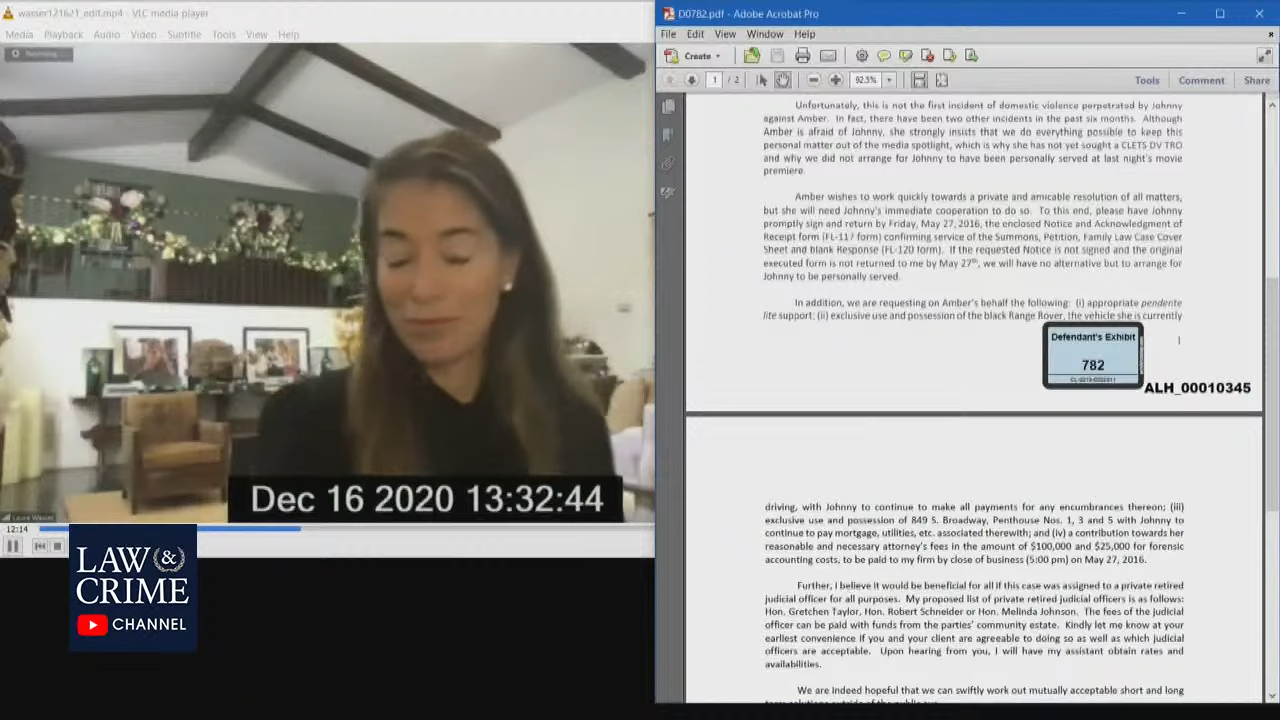 wasser121621_edit.mp4 - VLC media player
Media Playback Audio Video Subtitle Tools View Help
Recording...
Dec 16 2020 13:32:44
Laura Wasser
12:14
LAW &
CRIME
CHANNEL
D0782.pdf - Adobe Acrobat Pro
File Edit View Window Help
Create
1 / 2 92.5% Tools Comment Share
Unfortunately, this is not the first incident of domestic violence perpetrated by Johnny
against Amber. In fact, there have been two other incidents in the past six months. Although
Amber is afraid of Johnny, she strongly insists that we do everything possible to keep this
personal matter out of the media spotlight, which is why she has not yet sought a CLETS DV TRO
and why we did not arrange for Johnny to have been personally served at last night's movie
premiere.
Amber wishes to work quickly towards a private and amicable resolution of all matters,
but she will need Johnny's immediate cooperation to do so. To this end, please have Johnny
promptly sign and return by Friday, May 27, 2016, the enclosed Notice and Acknowledgment of
Receipt form (FL-117 form) confirming service of the Summons, Petition, Family Law Case Cover
Sheet and blank Response (FL-120 form). If the requested Notice is not signed and the original
executed form is not returned to me by May 27th, we will have no alternative but to arrange for
Johnny to be personally served.
In addition, we are requesting on Amber's behalf the following: (i) appropriate pendente
lite support; (ii) exclusive use and possession of the black Range Rover, the vehicle she is currently
Defendant's Exhibit
782
1
ALH_00010345
driving, with Johnny to continue to make all payments for any encumbrances thereon; (iii)
exclusive use and possession of 849 S. Broadway, Penthouse Nos. 1, 3 and 5 with Johnny to
continue to pay mortgage, utilities, etc. associated therewith; and (iv) a contribution towards her
reasonable and necessary attorney's fees in the amount of $100,000 and $25,000 for forensic
accounting costs, to be paid to my firm by close of business (5:00 pm) on May 27, 2016.
Further, I believe it would be beneficial for all if this case was assigned to a private retired
judicial officer for all purposes. My proposed list of private retired judicial officers is as follows:
Hon. Gretchen Taylor, Hon. Robert Schneider or Hon. Melinda Johnson. The fees of the judicial
officer can be paid with funds from the parties' community estate. Kindly let me know at your
earliest convenience if you and your client are agreeable to doing so as well as which judicial
officers are acceptable. Upon hearing from you, I will have my assistant obtain rates and
availabilities.
We are indeed hopeful that we can swiftly work out mutually acceptable short and long